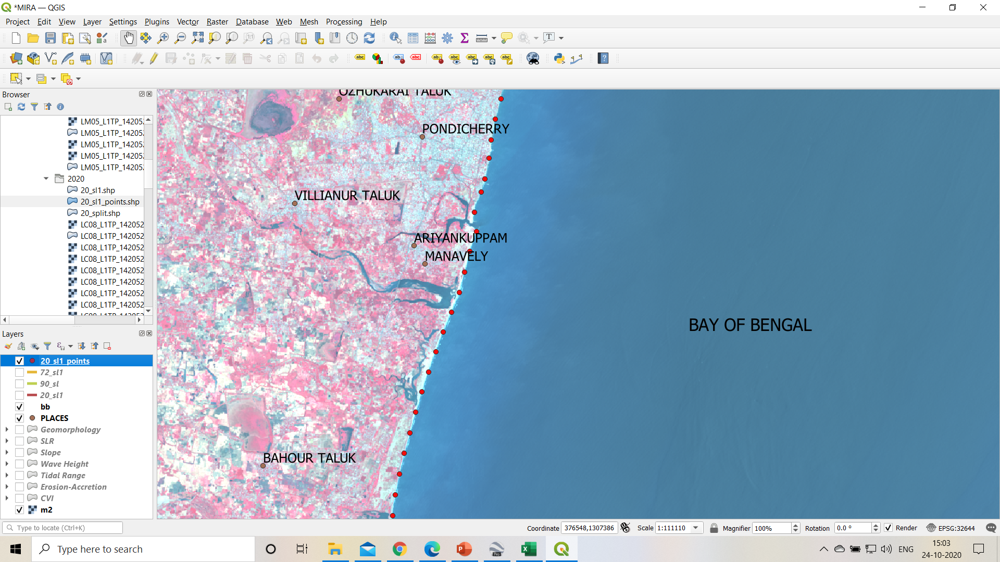 *MIRA — QGIS
Project Edit View Layer Settings Plugins Vector Raster Database Web Mesh Processing Help
Browser
LM05_L1TP_14205
LM05_L1TP_14205
LM05_L1TP_14205
LM05_L1TP_14205
LM05_L1TP_14205
2020
20_sl1.shp
20_sl1_points.shp
20_split.shp
LC08_L1TP_142052
LC08_L1TP_142052
LC08_L1TP_142052
LC08_L1TP_142052
LC08_L1TP_142052
LC08_L1TP_142052
LC08_L1TP_142052
LC08_L1TP_142052
Layers
20_sl1_points
72_sl1
90_sl
20_sl1
bb
PLACES
Geomorphology
SLR
Slope
Wave Height
Tidal Range
Erosion-Accretion
CVI
m2
OZHUKARAI TALUK
PONDICHERRY
VILLIANUR TALUK
ARIYANKUPPAM
MANAVELY
BAY OF BENGAL
BAHOUR TALUK
Type to locate (Ctrl+K)
Coordinate 376548,1307386 Scale 1:111110 Magnifier 100% Rotation 0.0 ° Render EPSG:32644
Type here to search
ENG
15:03
24-10-2020